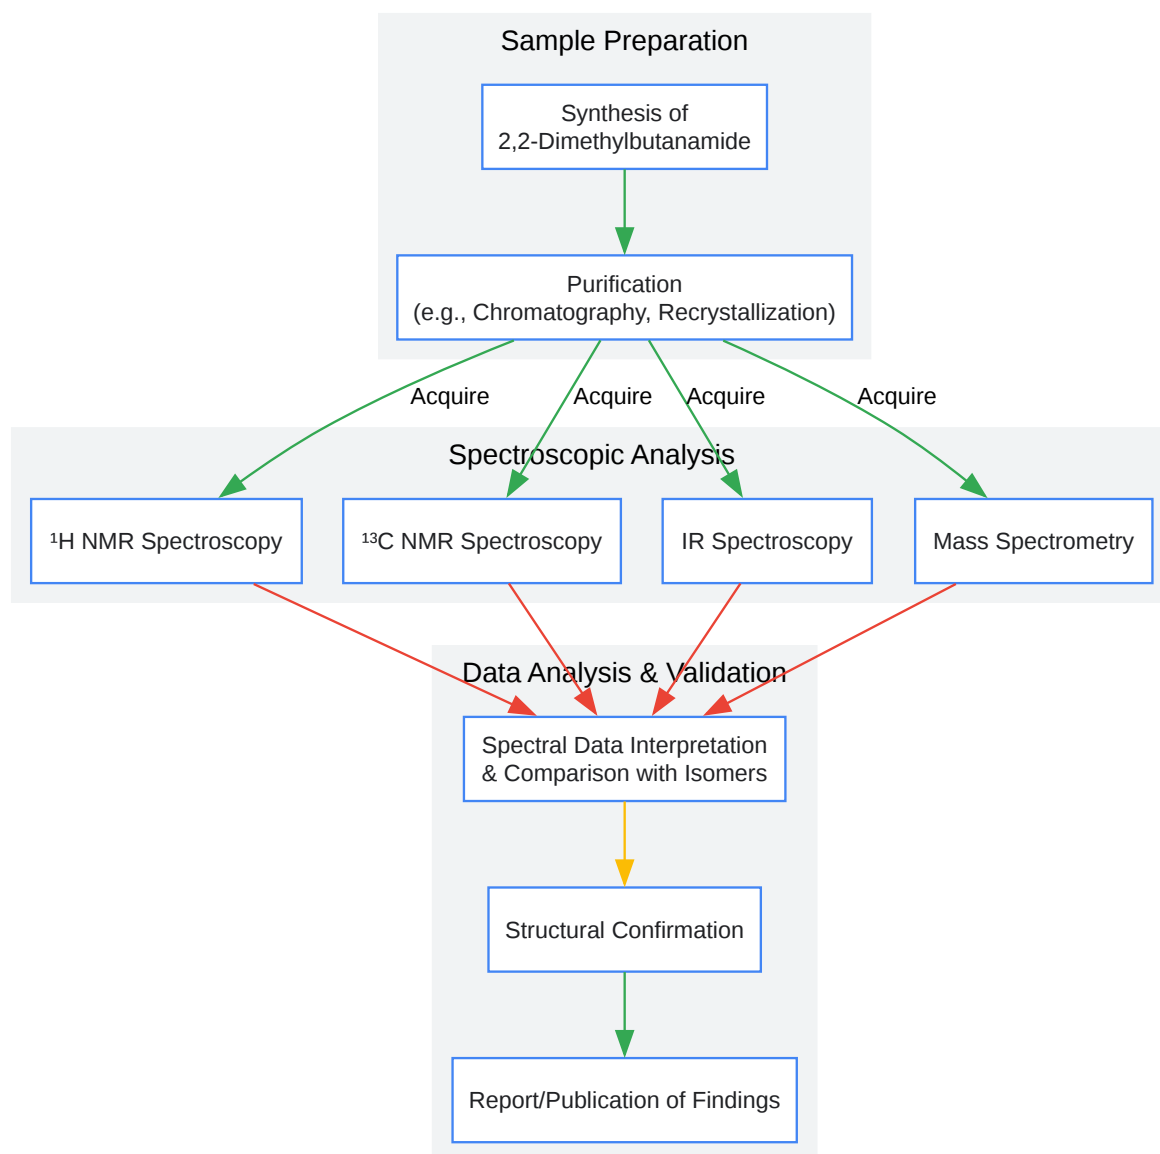 Sample Preparation
Synthesis of
2,2-Dimethylbutanamide
Purification
(e.g., Chromatography, Recrystallization)
Acquire
Acquire
Acquire
Acquire
Spectroscopic Analysis
¹H NMR Spectroscopy
¹³C NMR Spectroscopy
IR Spectroscopy
Mass Spectrometry
Data Analysis & Validation
Spectral Data Interpretation
& Comparison with Isomers
Structural Confirmation
Report/Publication of Findings